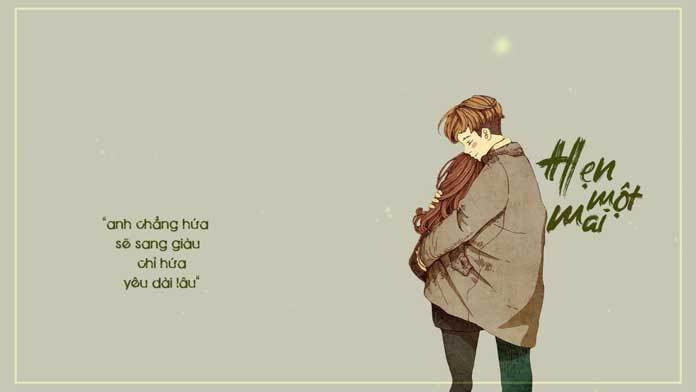 "anh chẳng hứa
sẽ sang giàu
chỉ hứa
yêu dài lâu"
Hẹn
một
mai